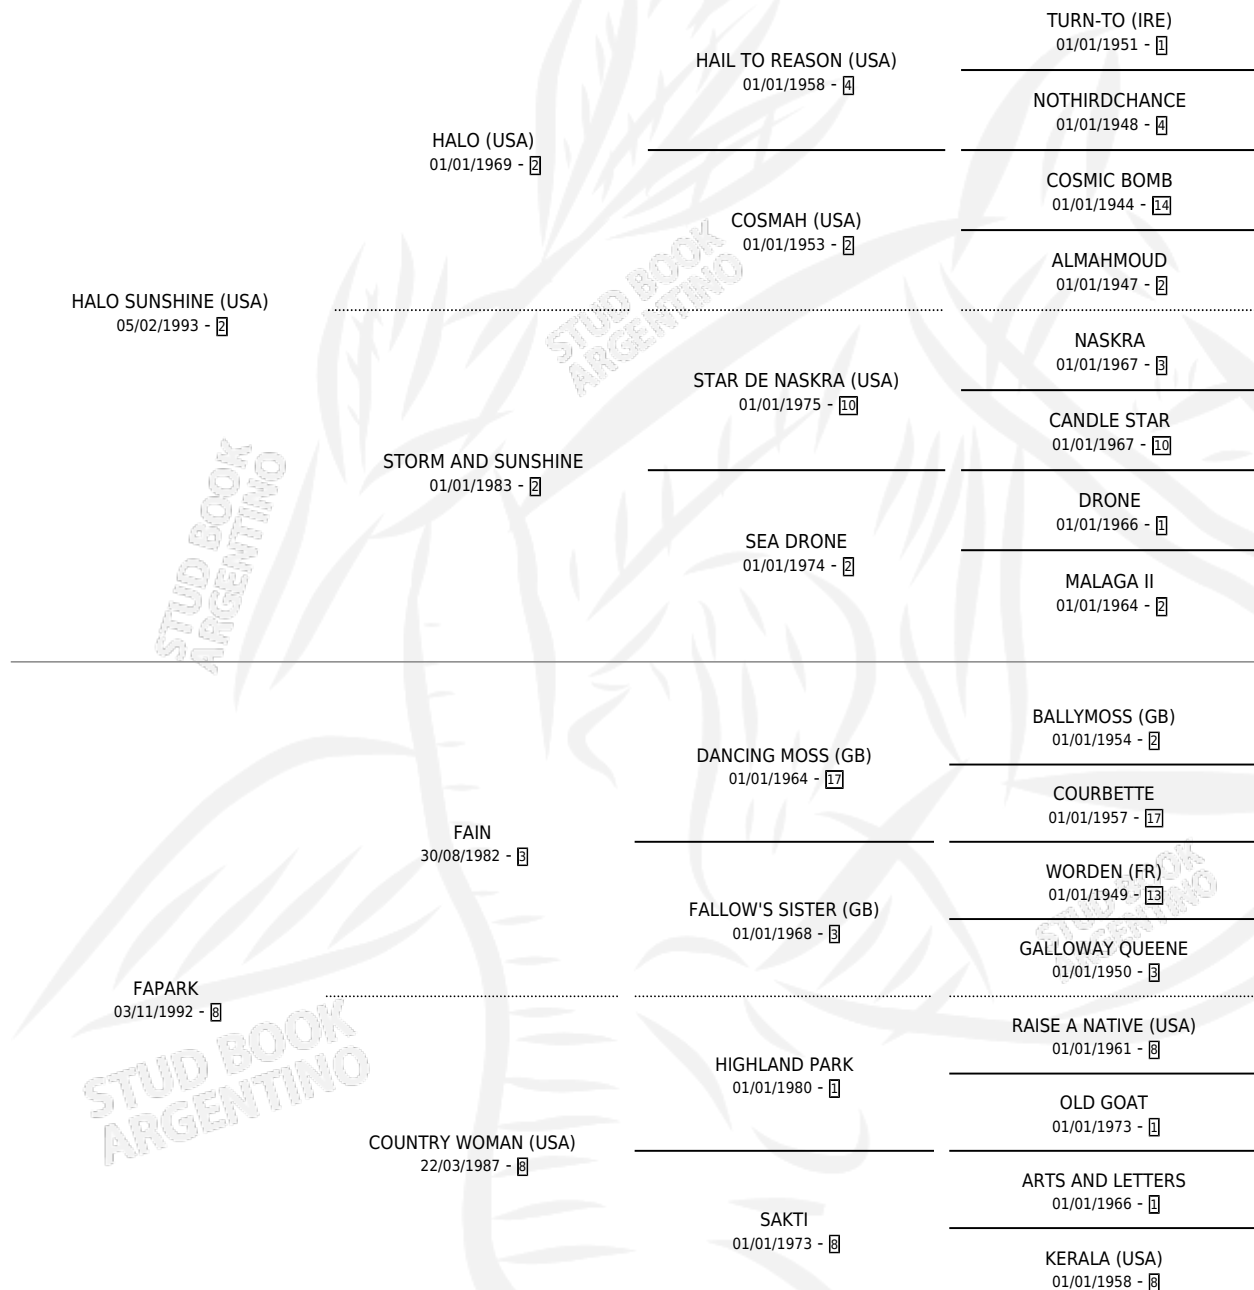 TURN-TO (IRE)
01/01/1951 - 1
HAIL TO REASON (USA)
01/01/1958 - 4
NOTHIRDCHANCE
01/01/1948 - 4
HALO (USA)
01/01/1969 - 2
COSMIC BOMB
01/01/1944 - 14
COSMAH (USA)
01/01/1953 - 2
ALMAHMOUD
01/01/1947 - 2
HALO SUNSHINE (USA)
05/02/1993 - 2
NASKRA
01/01/1967 - 3
STAR DE NASKRA (USA)
01/01/1975 - 10
CANDLE STAR
01/01/1967 - 10
STORM AND SUNSHINE
01/01/1983 - 2
DRONE
01/01/1966 - 1
SEA DRONE
01/01/1974 - 2
MALAGA II
01/01/1964 - 2
BALLYMOSS (GB)
01/01/1954 - 2
DANCING MOSS (GB)
01/01/1964 - 17
COURBETTE
01/01/1957 - 17
FAIN
30/08/1982 - 3
WORDEN (FR)
01/01/1949 - 13
FALLOW'S SISTER (GB)
01/01/1968 - 3
GALLOWAY QUEENE
01/01/1950 - 3
FAPARK
03/11/1992 - 8
RAISE A NATIVE (USA)
01/01/1961 - 8
HIGHLAND PARK
01/01/1980 - 1
OLD GOAT
01/01/1973 - 1
COUNTRY WOMAN (USA)
22/03/1987 - 8
ARTS AND LETTERS
01/01/1966 - 1
SAKTI
01/01/1973 - 8
KERALA (USA)
01/01/1958 - 8
STUD BOOK
ARGENTINO
STUD BOOK
ARGENTINO
STUD BOOK
ARGENTINO
STUD BOOK
ARGENTINO